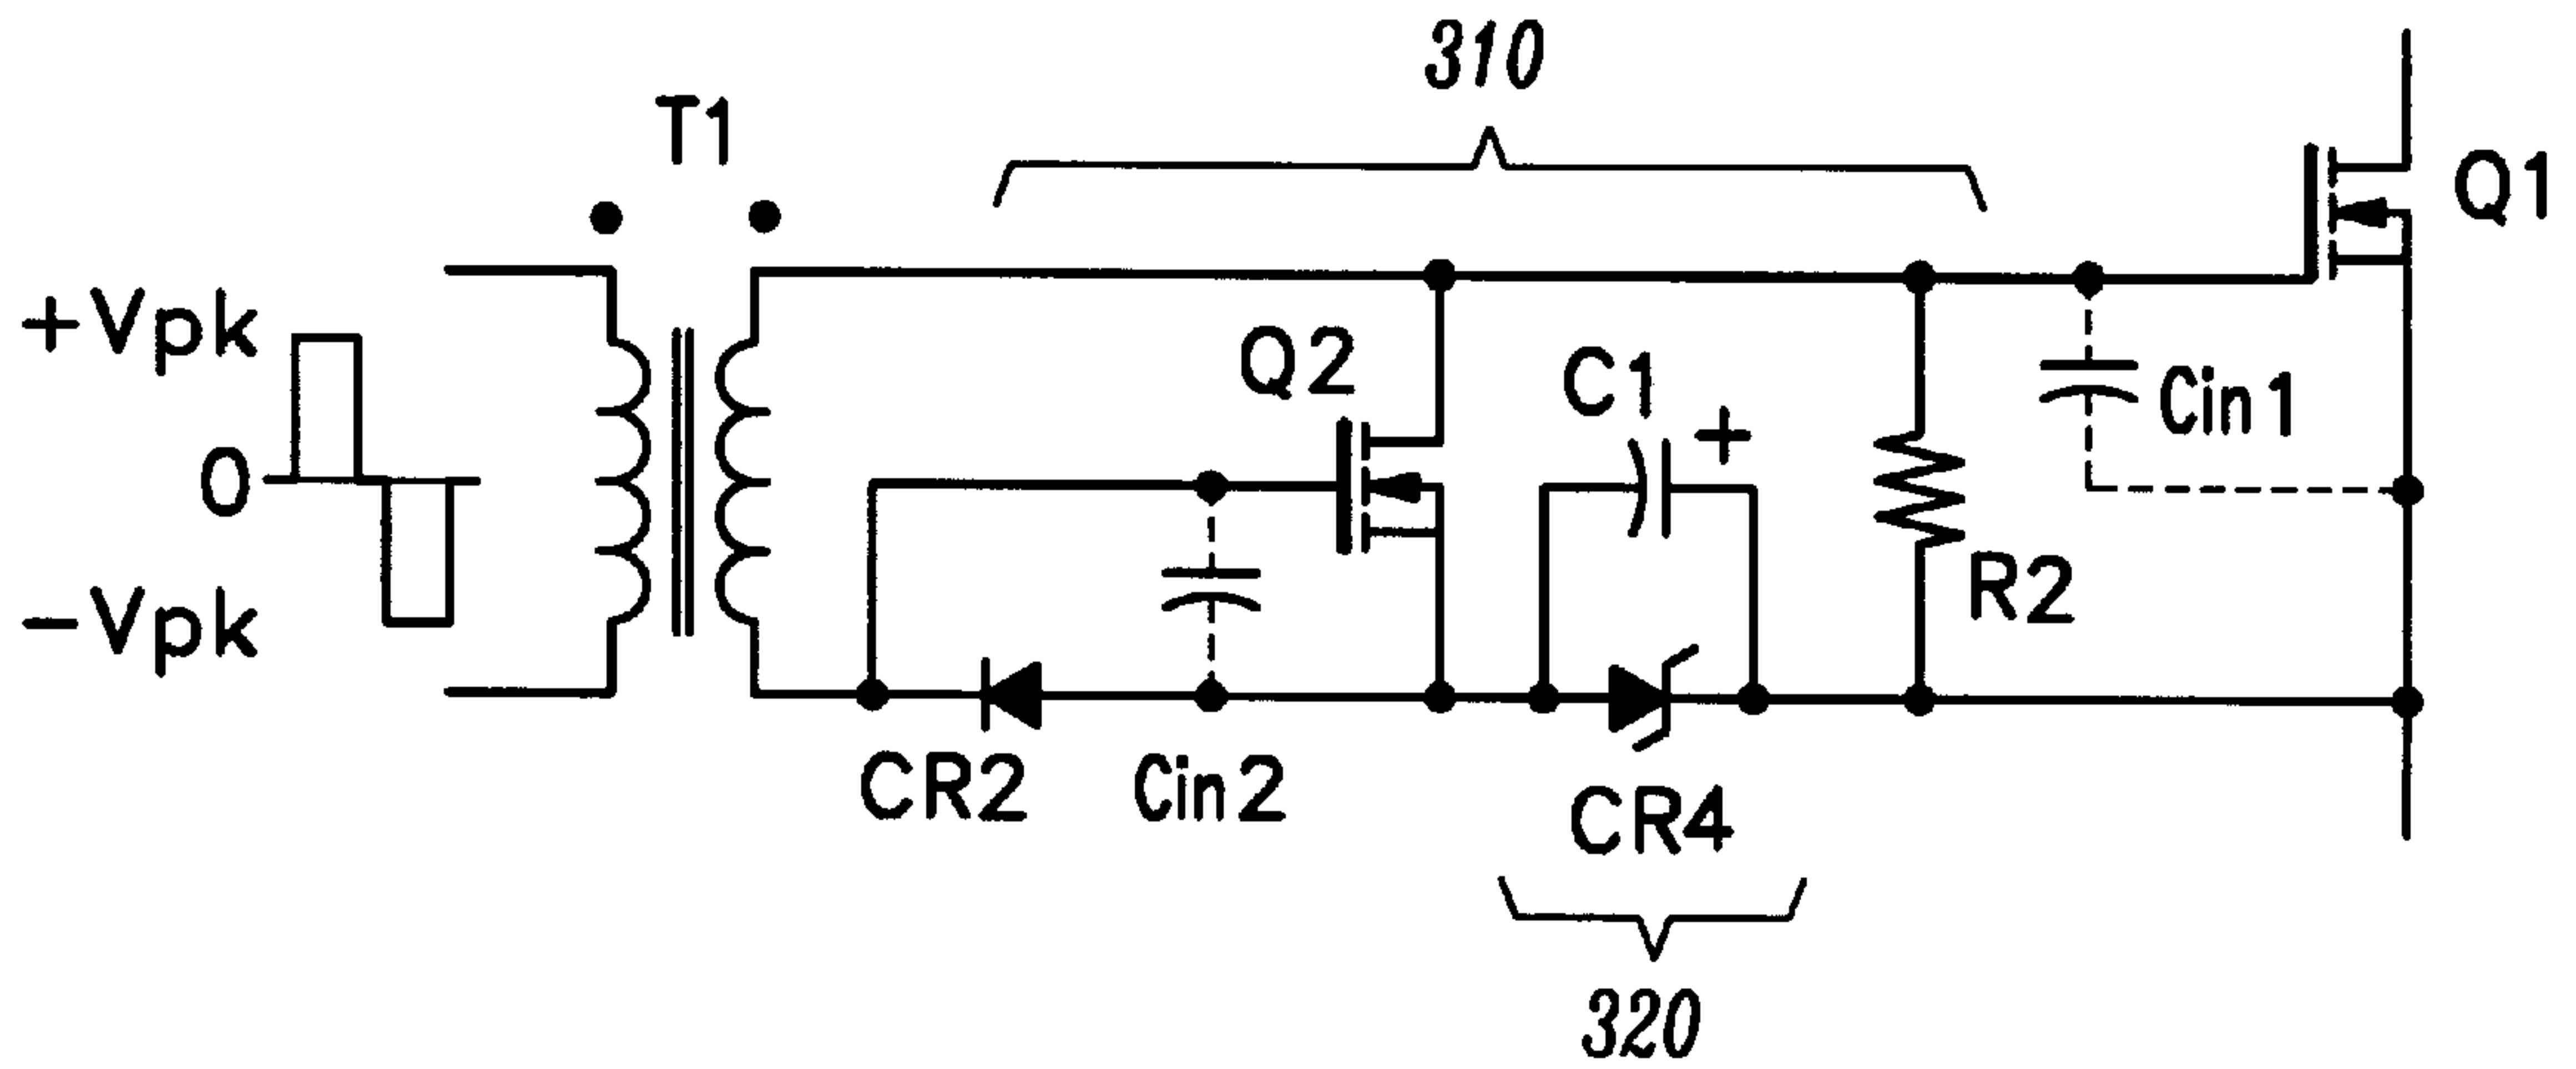 310
T1
Q1
+Vpk
Q2
C1
+
Cin1
0
R2
-Vpk
CR2
Cin2
CR4
320